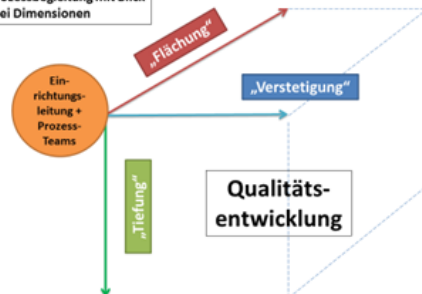 ei Dimensionen
„Flächung“
Ein-
richtungs-
leitung +
Prozess-
Teams
„Verstetigung“
„Tiefung“
Qualitäts-
entwicklung